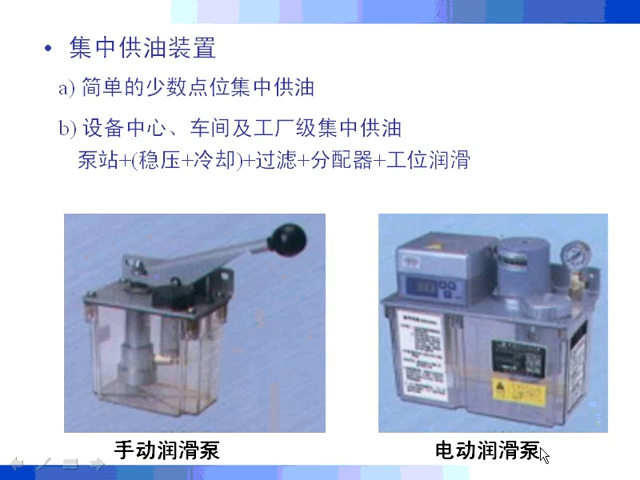 • 集中供油装置
a) 简单的少数点位集中供油
b) 设备中心、车间及工厂级集中供油
泵站+(稳压+冷却)+过滤+分配器+工位润滑
手动润滑泵
电动润滑泵